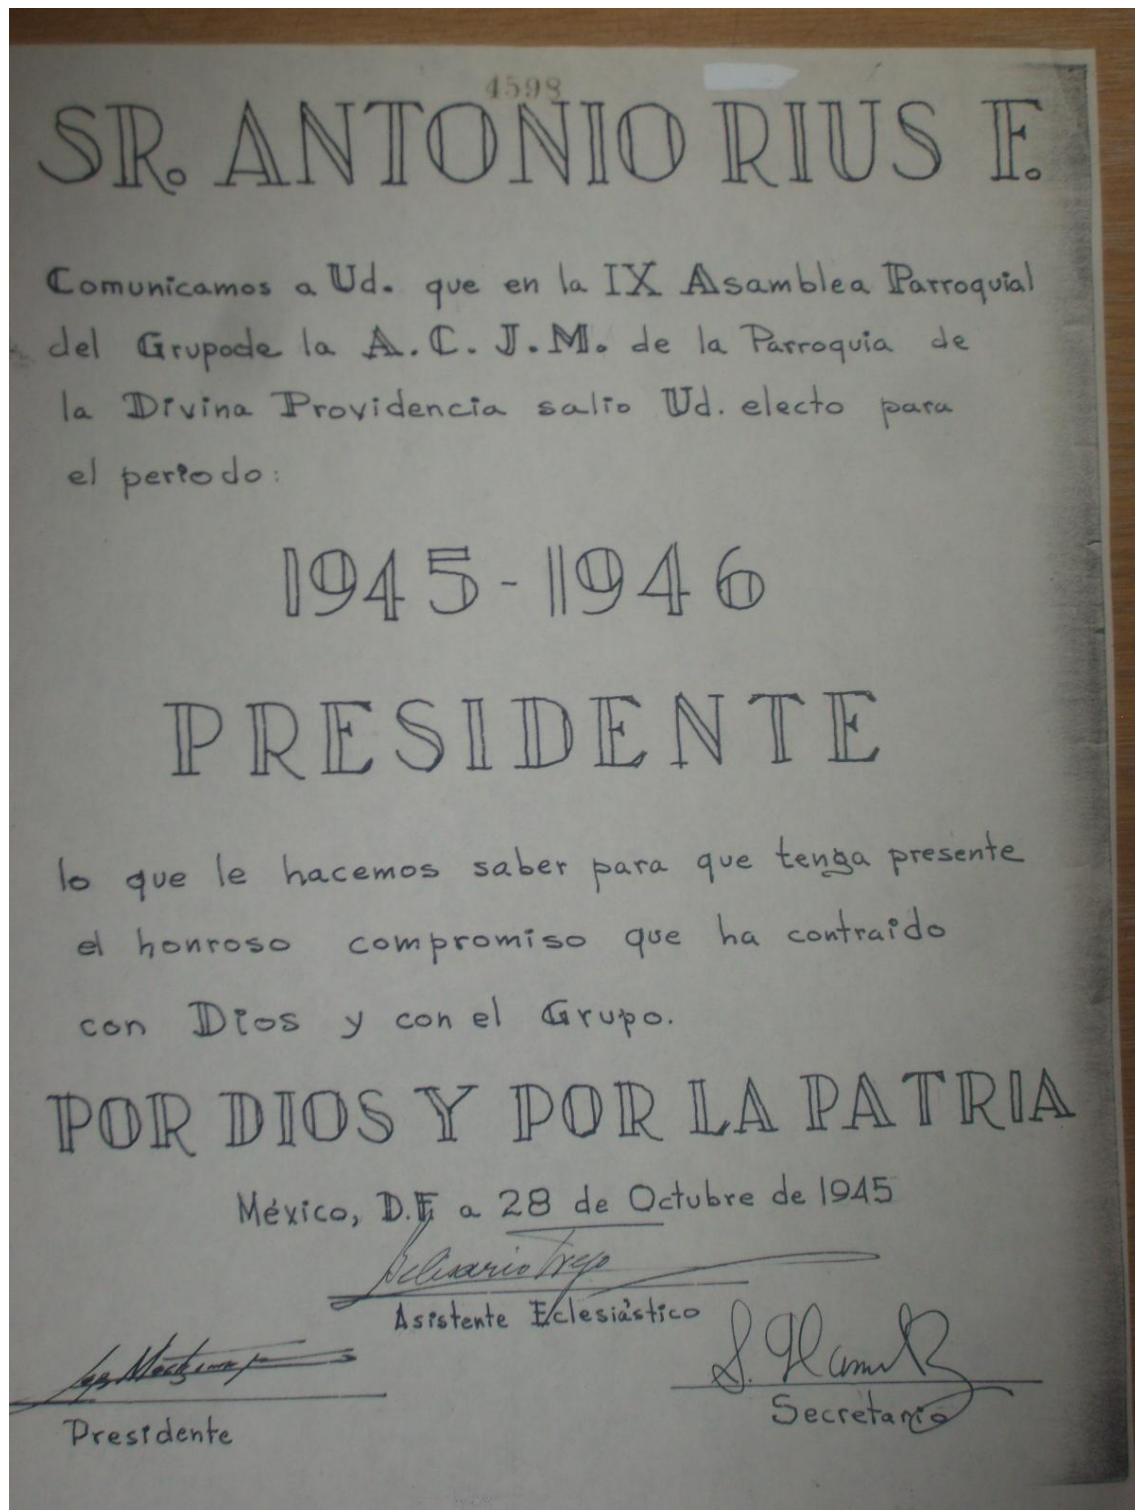 4598
SR. ANTONIO RIUS F.
Comunicamos a Ud. que en la IX Asamblea Parroquial
del Grupode la A.C.J.M. de la Parroquia de
la Divina Providencia salio Ud. electo para
el periodo:
1945-1946
PRESIDENTE
lo que le hacemos saber para que tenga presente
el honroso compromiso que ha contraido
con Dios y con el Grupo.
POR DIOS Y POR LA PATRIA
México, D.F. a 28 de Octubre de 1945
Belisario Trejo
Asistente Eclesiástico
Presidente
Secretario